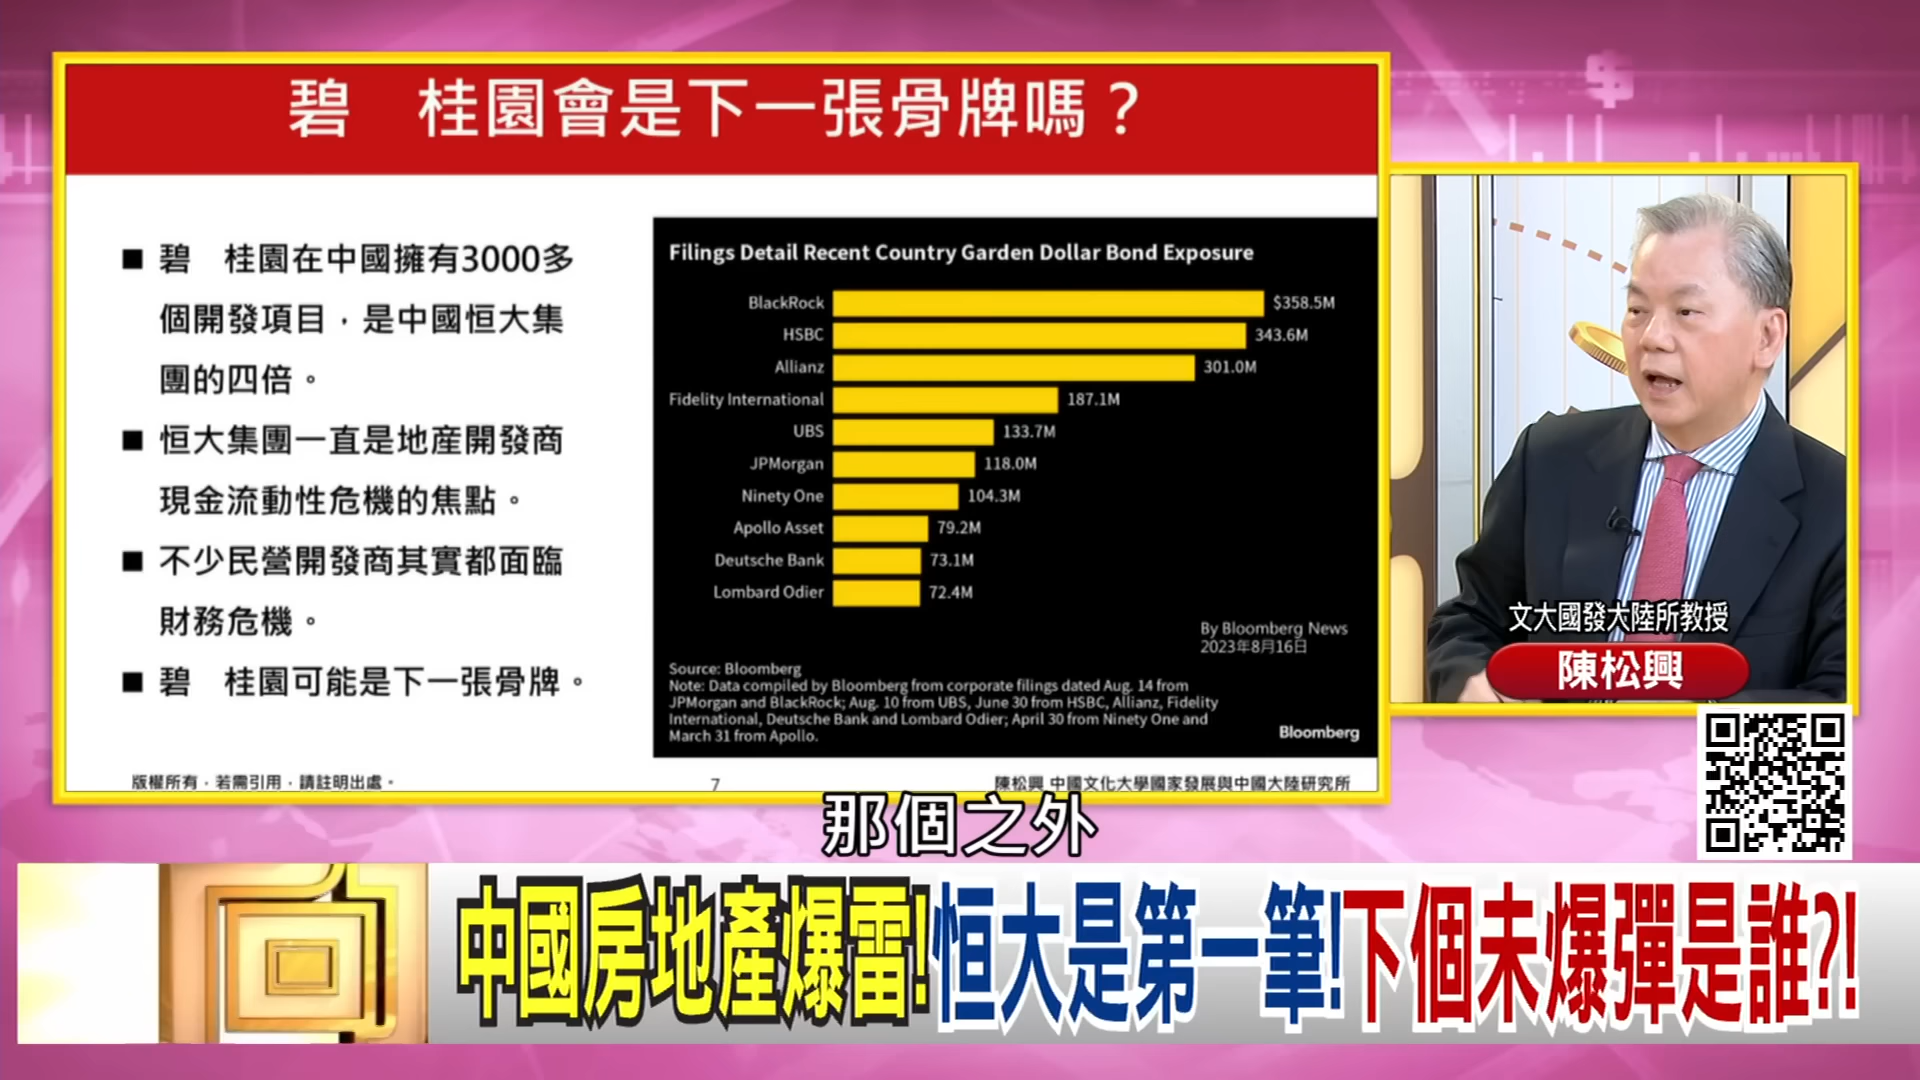 碧　桂園會是下一張骨牌嗎？
■ 碧　桂園在中國擁有3000多
個開發項目，是中國恒大集
團的四倍。
■ 恒大集團一直是地產開發商
現金流動性危機的焦點。
■ 不少民營開發商其實都面臨
財務危機。
■ 碧　桂園可能是下一張骨牌。
Filings Detail Recent Country Garden Dollar Bond Exposure
BlackRock $358.5M
HSBC 343.6M
Allianz 301.0M
Fidelity International 187.1M
UBS 133.7M
JPMorgan 118.0M
Ninety One 104.3M
Apollo Asset 79.2M
Deutsche Bank 73.1M
Lombard Odier 72.4M
By Bloomberg News
2023年8月16日
Source: Bloomberg
Note: Data compiled by Bloomberg from corporate filings dated Aug. 14 from
JPMorgan and BlackRock; Aug. 10 from UBS, June 30 from HSBC, Allianz, Fidelity
International, Deutsche Bank and Lombard Odier; April 30 from Ninety One and
March 31 from Apollo.
Bloomberg
版權所有，若需引用，請註明出處。
7
陳松興 中國文化大學國家發展與中國大陸研究所
文大國發大陸所教授
陳松興
那個之外
中國房地產爆雷!恒大是第一筆!下個未爆彈是誰?!